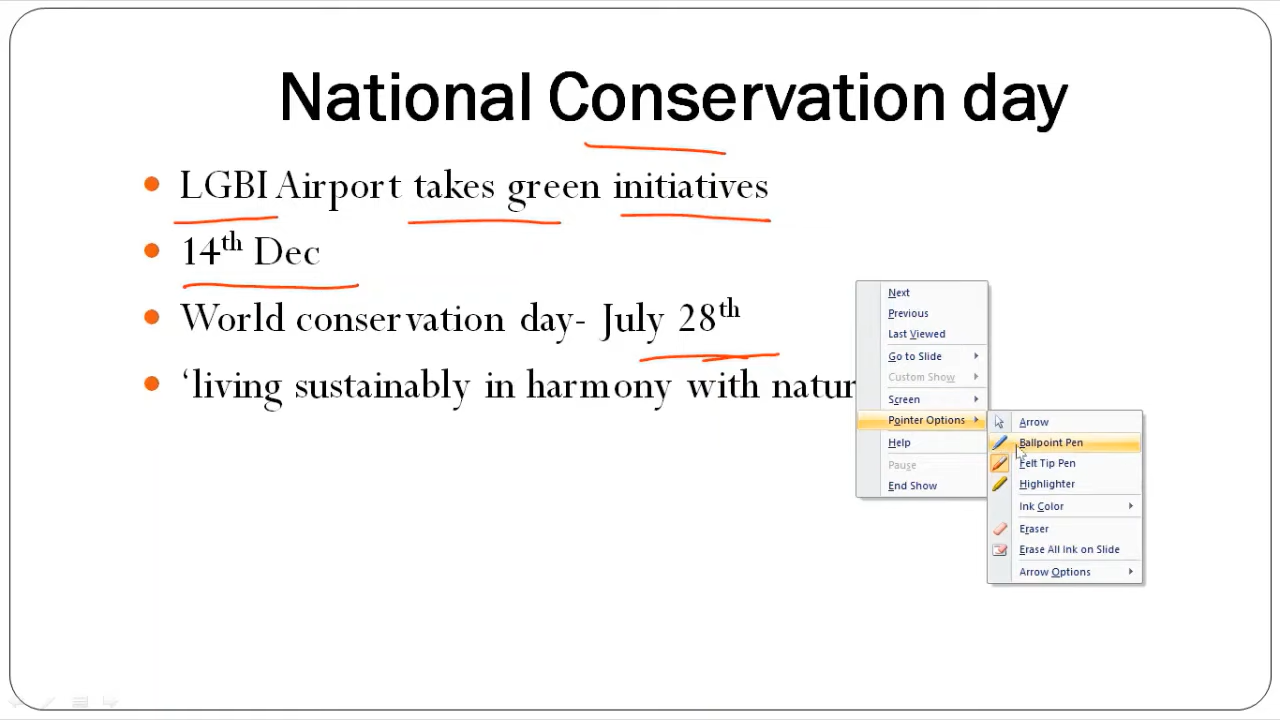 National Conservation day
LGBI Airport takes green initiatives
14th Dec
World conservation day- July 28th
‘living sustainably in harmony with natur
Next
Previous
Last Viewed
Go to Slide
Custom Show
Screen
Pointer Options
Help
Pause
End Show
Arrow
Ballpoint Pen
Felt Tip Pen
Highlighter
Ink Color
Eraser
Erase All Ink on Slide
Arrow Options